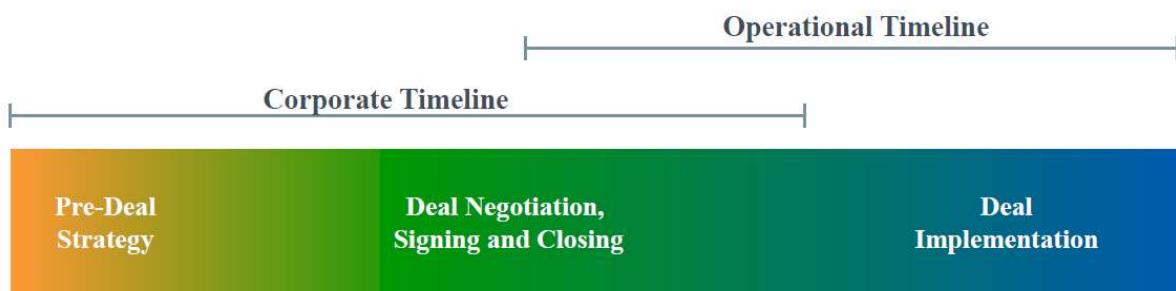 Operational Timeline
Corporate Timeline
Pre-Deal
Strategy
Deal Negotiation,
Signing and Closing
Deal
Implementation